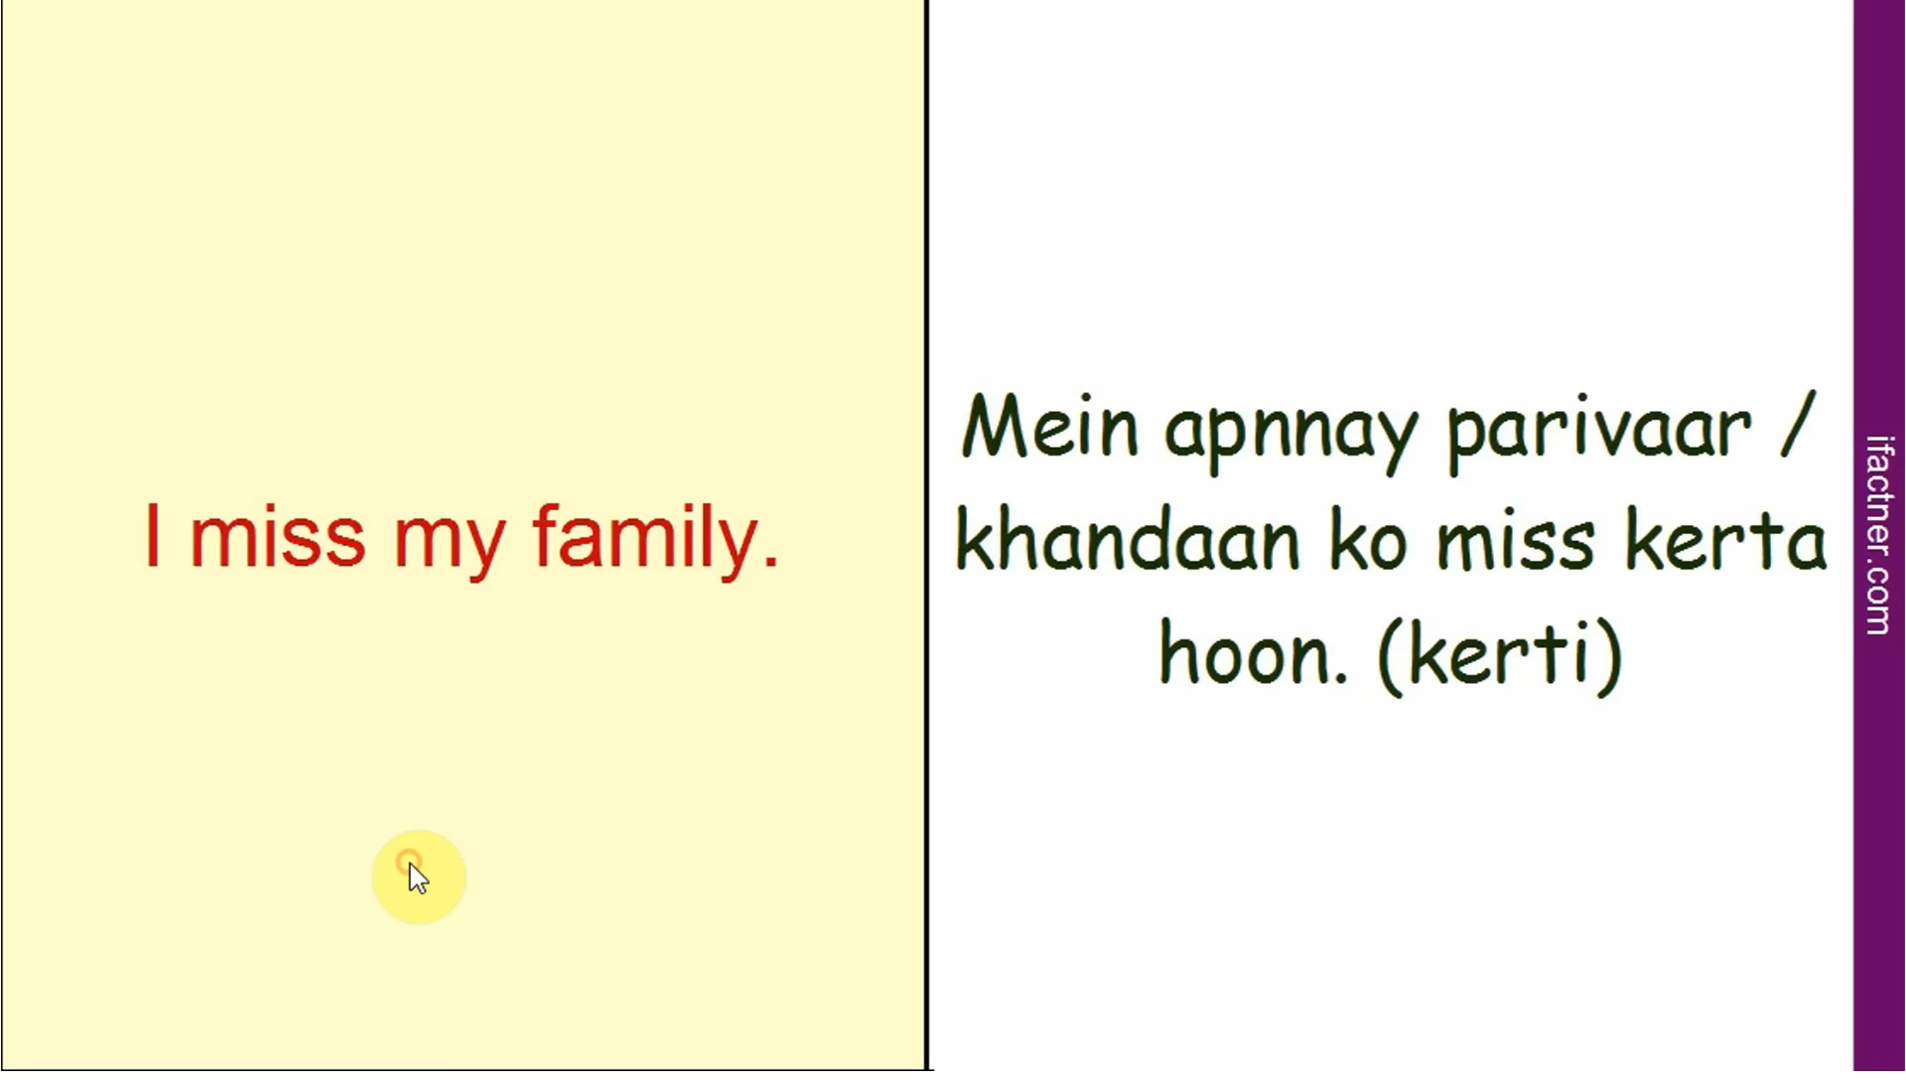 I miss my family.
Mein apnnay parivaar /
khandaan ko miss kerta
hoon. (kerti)
ifactner.com